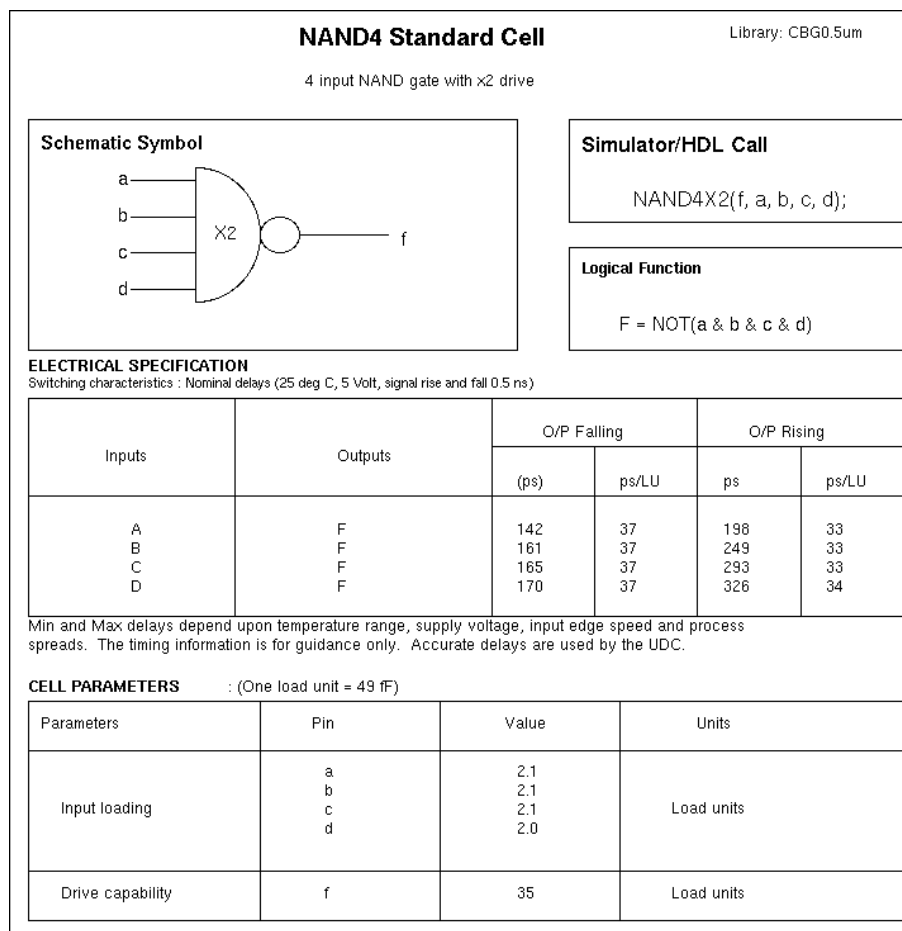 NAND4 Standard Cell
Library: CBG0.5um
4 input NAND gate with x2 drive
Schematic Symbol
a
b
c
d
X2
f
Simulator/HDL Call
NAND4X2(f, a, b, c, d);
Logical Function
F = NOT(a & b & c & d)
ELECTRICAL SPECIFICATION
Switching characteristics : Nominal delays (25 deg C, 5 Volt, signal rise and fall 0.5 ns)
Inputs Outputs O/P Falling O/P Rising
(ps) ps/LU ps ps/LU
A F 142 37 198 33
B F 161 37 249 33
C F 165 37 293 33
D F 170 37 326 34
Min and Max delays depend upon temperature range, supply voltage, input edge speed and process
spreads. The timing information is for guidance only. Accurate delays are used by the UDC.
CELL PARAMETERS : (One load unit = 49 fF)
Parameters Pin Value Units
a 2.1
b 2.1
Input loading c 2.1 Load units
d 2.0
Drive capability f 35 Load units